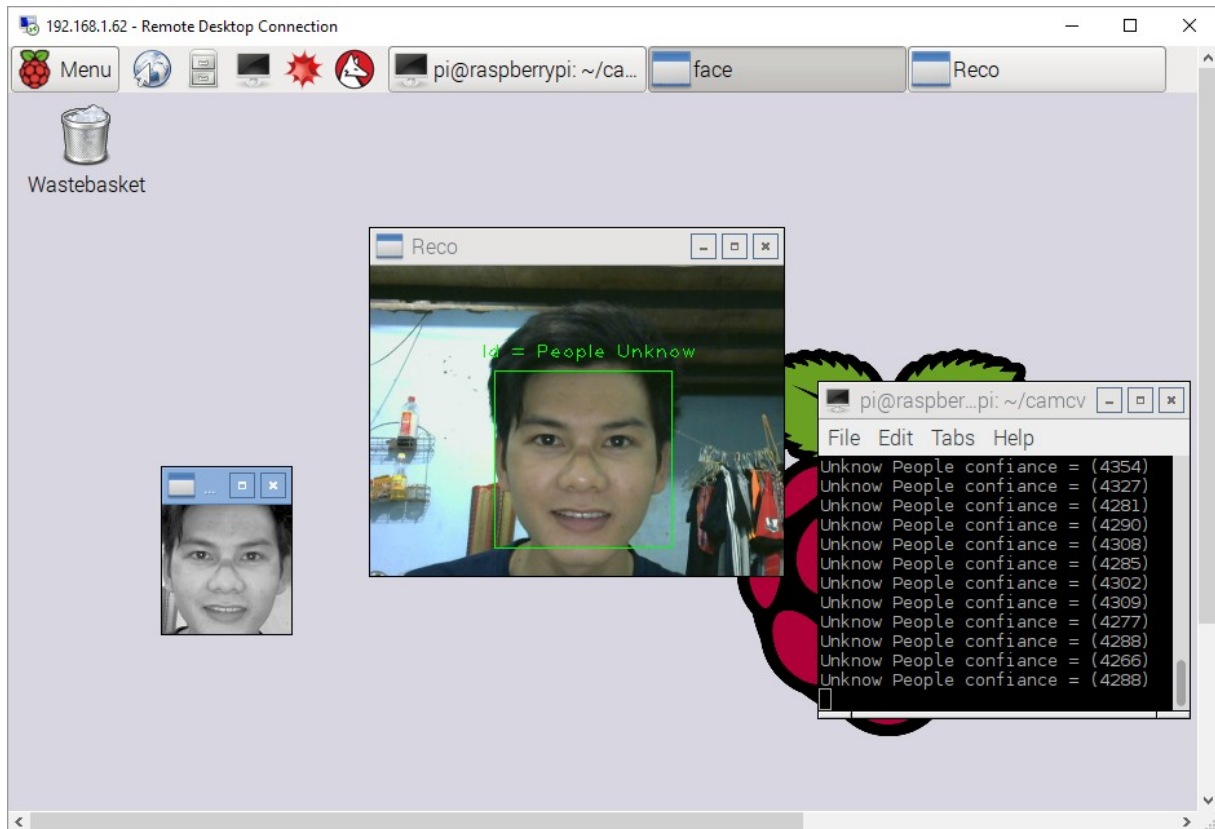 192.168.1.62 - Remote Desktop Connection
Menu
pi@raspberrypi: ~/ca...
face
Reco
Wastebasket
Reco
Id = People Unknow
...
pi@raspber...pi: ~/camcv
File Edit Tabs Help
Unknow People confiance = (4354)
Unknow People confiance = (4327)
Unknow People confiance = (4281)
Unknow People confiance = (4290)
Unknow People confiance = (4308)
Unknow People confiance = (4285)
Unknow People confiance = (4302)
Unknow People confiance = (4309)
Unknow People confiance = (4277)
Unknow People confiance = (4288)
Unknow People confiance = (4266)
Unknow People confiance = (4288)